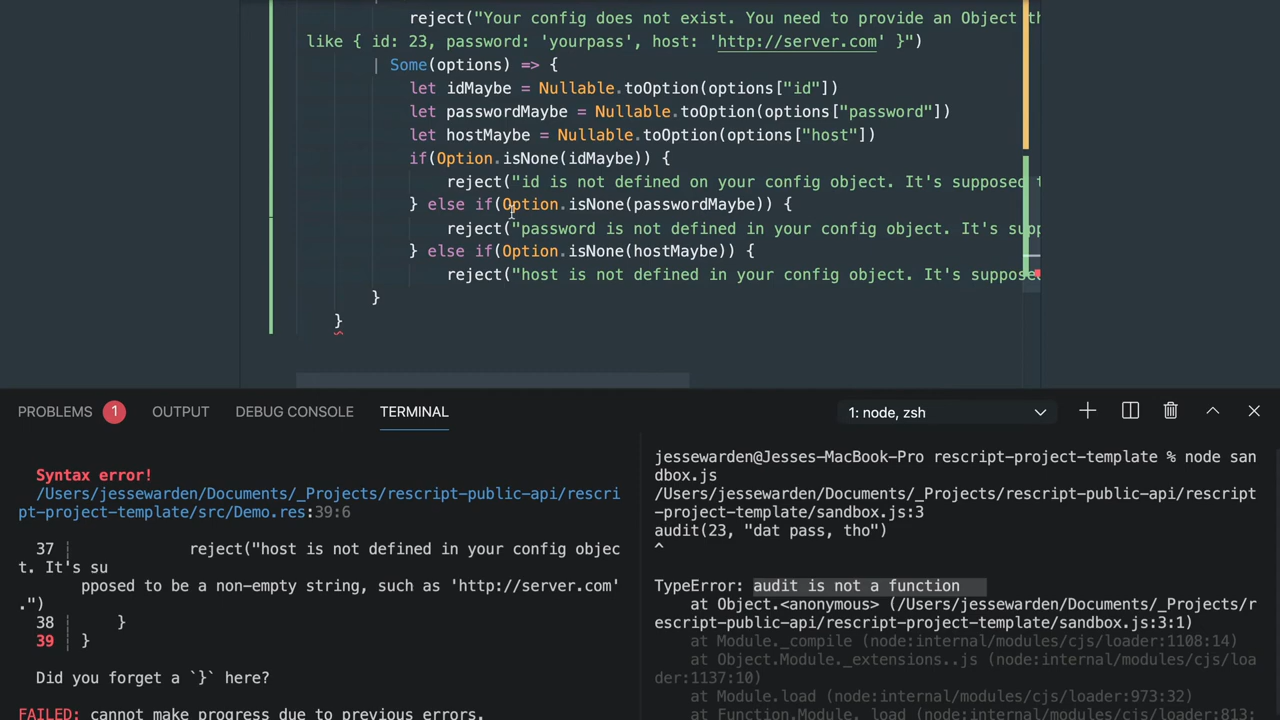 reject("Your config does not exist. You need to provide an Object th
like { id: 23, password: 'yourpass', host: 'http://server.com' }")
| Some(options) => {
let idMaybe = Nullable.toOption(options["id"])
let passwordMaybe = Nullable.toOption(options["password"])
let hostMaybe = Nullable.toOption(options["host"])
if(Option.isNone(idMaybe)) {
reject("id is not defined on your config object. It's supposed t
} else if(Option.isNone(passwordMaybe)) {
reject("password is not defined in your config object. It's supp
} else if(Option.isNone(hostMaybe)) {
reject("host is not defined in your config object. It's supposed
}
}
PROBLEMS 1 OUTPUT DEBUG CONSOLE TERMINAL 1: node, zsh
Syntax error!
/Users/jessewarden/Documents/_Projects/rescript-public-api/rescri
pt-project-template/src/Demo.res:39:6
37 reject("host is not defined in your config objec
t. It's su
pposed to be a non-empty string, such as 'http://server.com'
.")
38 }
39 }
Did you forget a `}` here?
FAILED: cannot make progress due to previous errors.
jessewarden@Jesses-MacBook-Pro rescript-project-template % node san
dbox.js
/Users/jessewarden/Documents/_Projects/rescript-public-api/rescript
-project-template/sandbox.js:3
audit(23, "dat pass, tho")
^
TypeError: audit is not a function
at Object.<anonymous> (/Users/jessewarden/Documents/_Projects/r
escript-public-api/rescript-project-template/sandbox.js:3:1)
at Module._compile (node:internal/modules/cjs/loader:1108:14)
at Object.Module._extensions..js (node:internal/modules/cjs/loa
der:1137:10)
at Module.load (node:internal/modules/cjs/loader:973:32)
at Function.Module._load (node:internal/modules/cjs/loader:813: